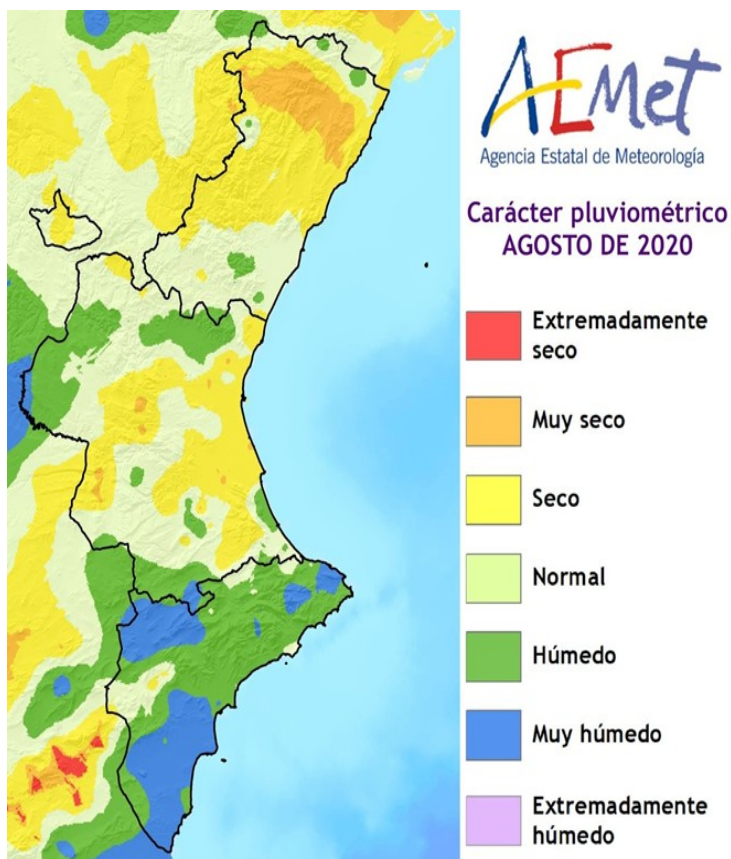 AEMet
Agencia Estatal de Meteorología
Carácter pluviométrico
AGOSTO DE 2020
Extremadamente
seco
Muy seco
Seco
Normal
Húmedo
Muy húmedo
Extremadamente
húmedo